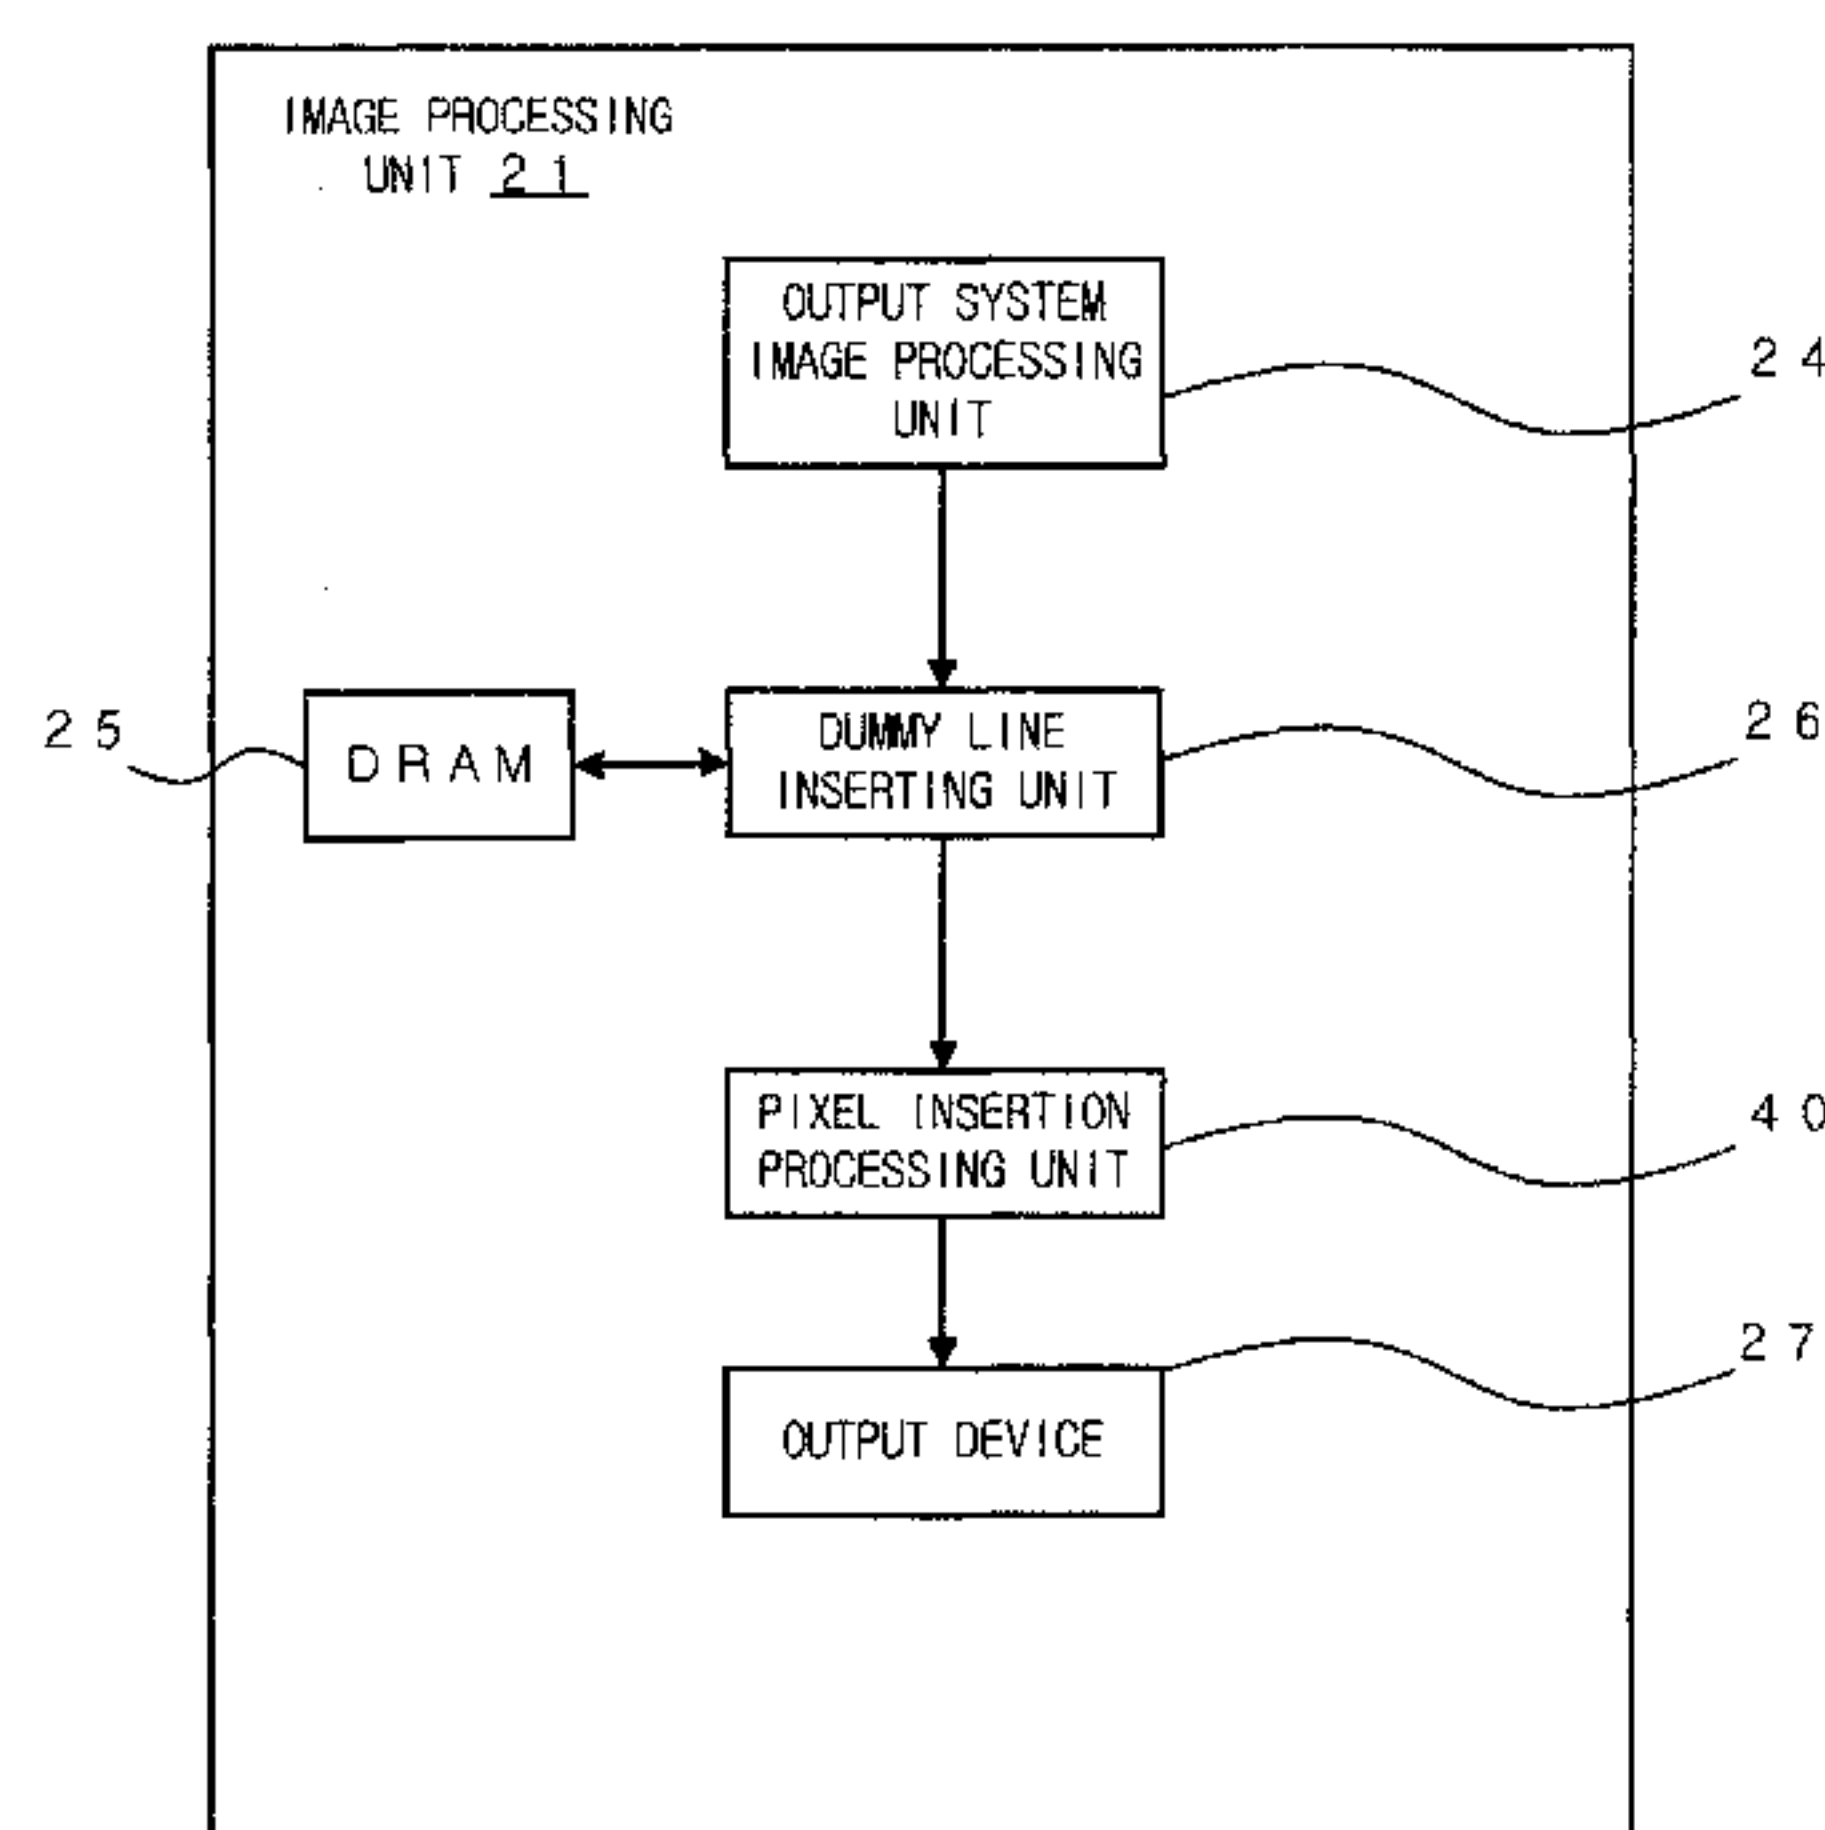 IMAGE PROCESSING
UNIT 21
OUTPUT SYSTEM
IMAGE PROCESSING
UNIT
24
25
DRAM
DUMMY LINE
INSERTING UNIT
26
PIXEL INSERTION
PROCESSING UNIT
40
27
OUTPUT DEVICE